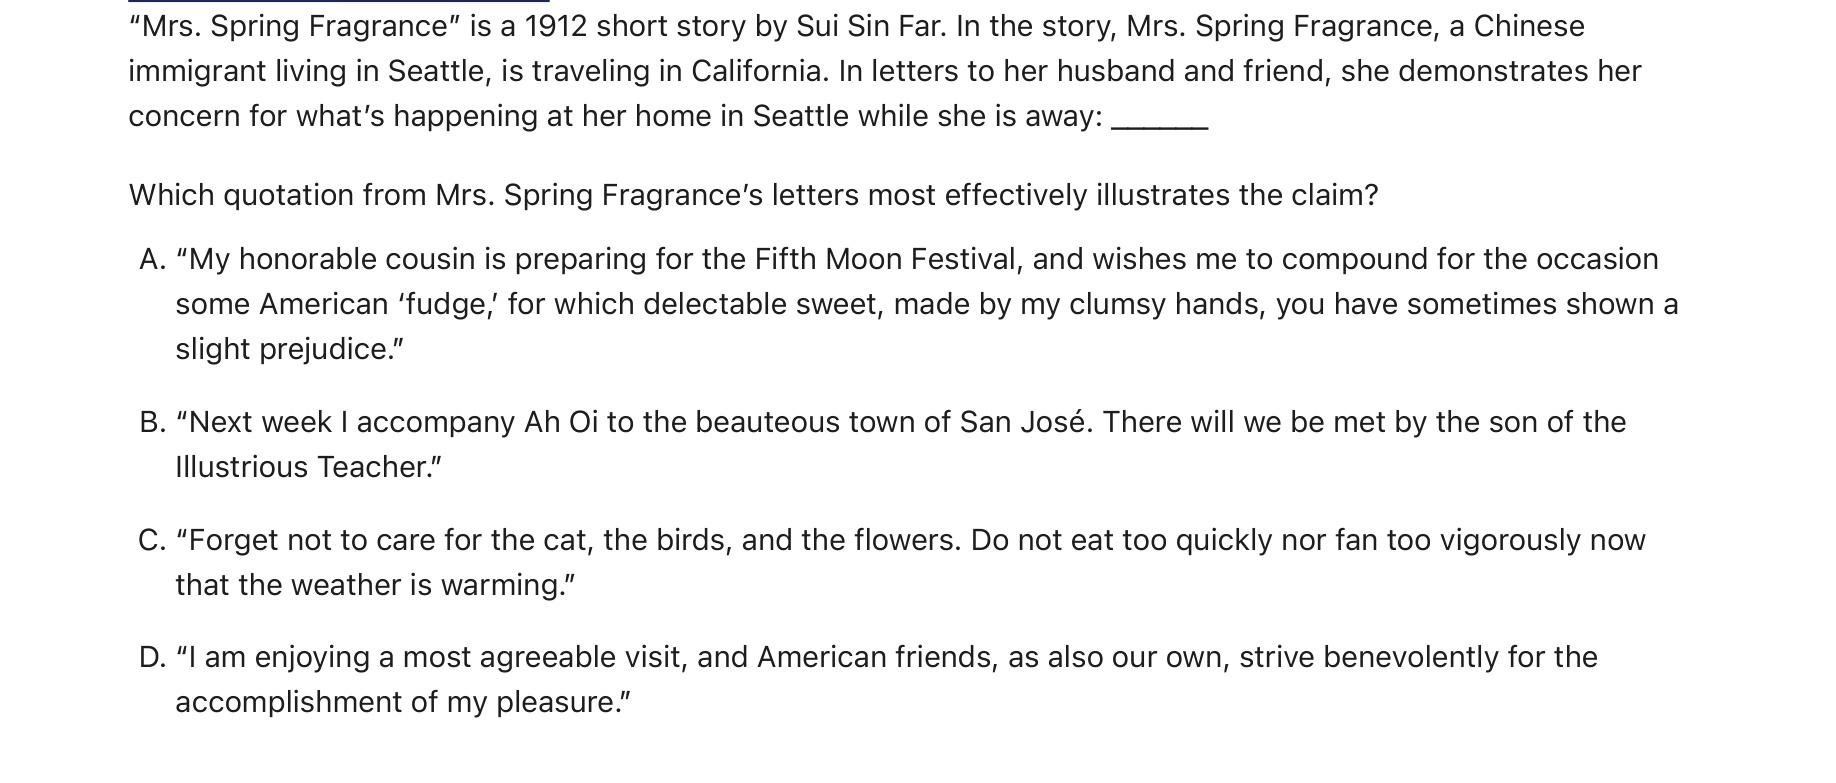 “Mrs. Spring Fragrance” is a 1912 short story by Sui Sin Far. In the story, Mrs. Spring Fragrance, a Chinese
immigrant living in Seattle, is traveling in California. In letters to her husband and friend, she demonstrates her
concern for what’s happening at her home in Seattle while she is away: ______
Which quotation from Mrs. Spring Fragrance’s letters most effectively illustrates the claim?
A. “My honorable cousin is preparing for the Fifth Moon Festival, and wishes me to compound for the occasion
some American ‘fudge,’ for which delectable sweet, made by my clumsy hands, you have sometimes shown a
slight prejudice.”
B. “Next week I accompany Ah Oi to the beauteous town of San José. There will we be met by the son of the
Illustrious Teacher.”
C. “Forget not to care for the cat, the birds, and the flowers. Do not eat too quickly nor fan too vigorously now
that the weather is warming.”
D. “I am enjoying a most agreeable visit, and American friends, as also our own, strive benevolently for the
accomplishment of my pleasure.”